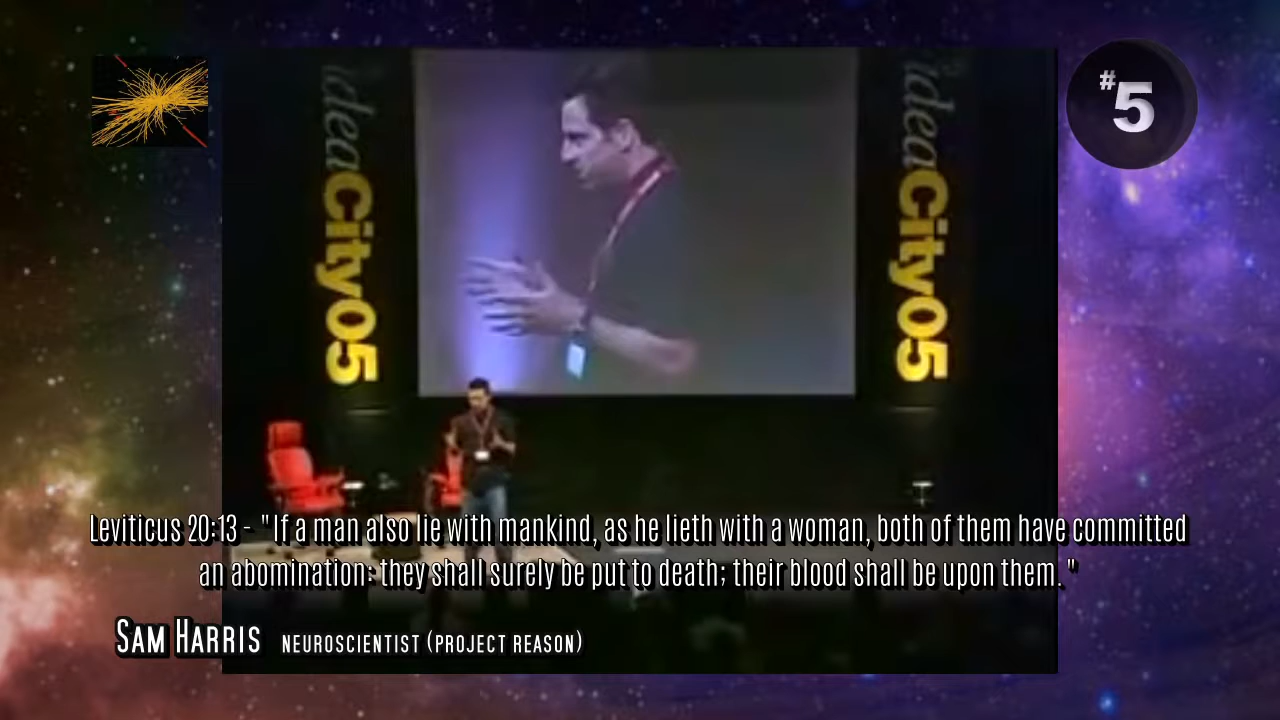 #5
ideaCity05
ideaCity05
Leviticus 20:13 - "If a man also lie with mankind, as he lieth with a woman, both of them have committed
an abomination: they shall surely be put to death; their blood shall be upon them."
Sam Harris neuroscientist (Project Reason)